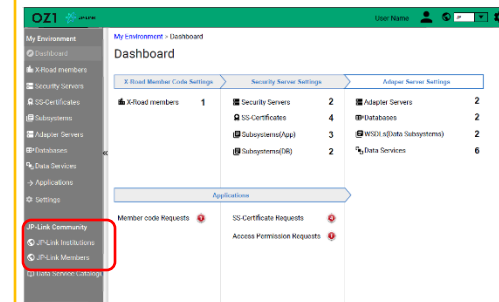 OZ1 JP-LINK
User Name
JP
My Environment
Dashboard
X-Road members
Security Servers
SS-Certificates
Subsystems
Adapter Servers
Databases
Data Services
Applications
Settings
JP-Link Community
JP-Link Institutions
JP-Link Members
Data Service Catalog
«
My Environment > Dashboard
Dashboard
X-Road Member Code Settings
X-Road members 1
Security Server Settings
Security Servers 2
SS-Certificates 4
Subsystems(App) 3
Subsystems(DB) 2
Adaper Server Settings
Adapter Servers 2
Databases 2
WSDLs(Data Subsystems) 2
Data Services 6
Applications
Member code Requests
SS-Certificate Requests
Access Permission Requests